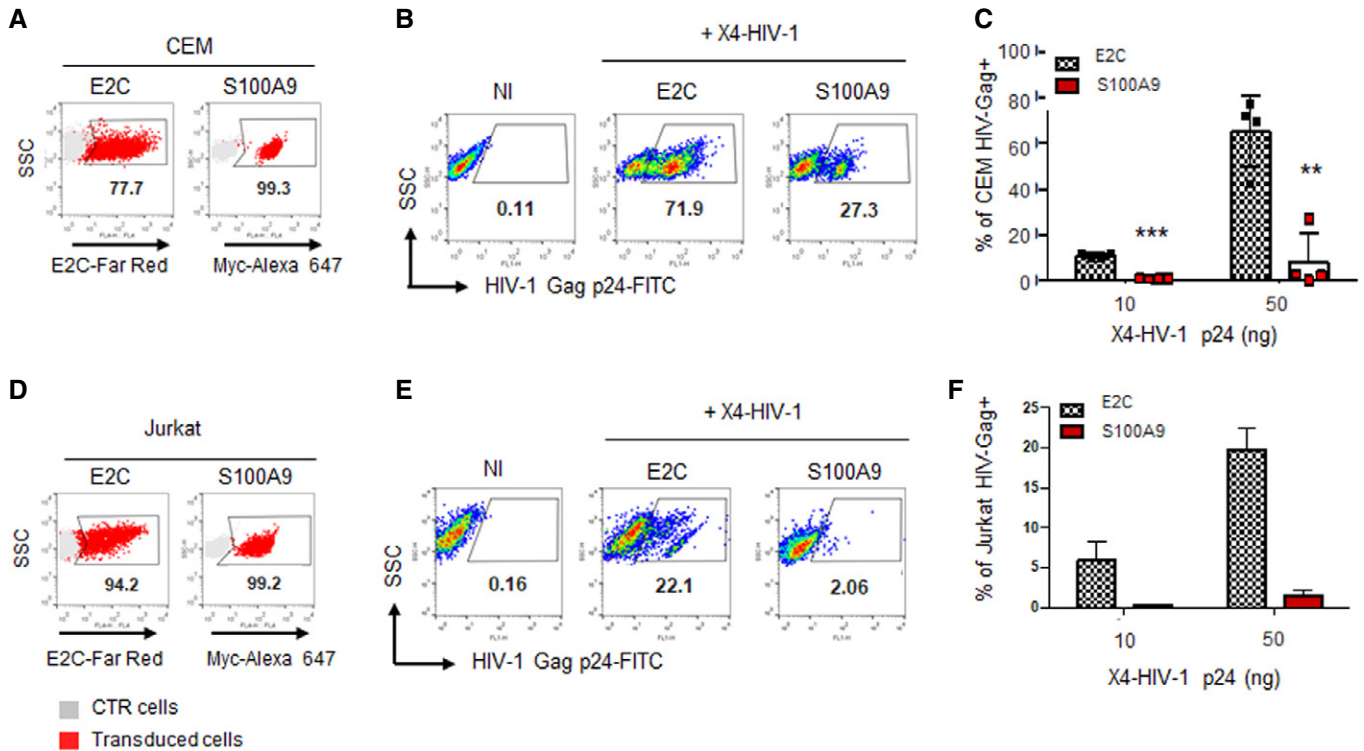 A
CEM
E2C
S100A9
SSC
77.7
99.3
E2C-Far Red
Myc-Alexa 647
B
+ X4-HIV-1
NI
E2C
S100A9
SSC
0.11
71.9
27.3
FL1-H
HIV-1 Gag p24-FITC
C
E2C
S100A9
% of CEM HIV-Gag+
100
80
80
60
40
20
0
***
**
10
50
X4-HV-1 p24 (ng)
D
Jurkat
E2C
S100A9
SSC
94.2
99.2
E2C-Far Red
Myc-Alexa 647
CTR cells
Transduced cells
E
+ X4-HIV-1
NI
E2C
S100A9
SSC
0.16
22.1
2.06
FL1-H
HIV-1 Gag p24-FITC
F
E2C
S100A9
% of Jurkat HIV-Gag+
25
20
15
10
5
0
10
50
X4-HIV-1 p24 (ng)